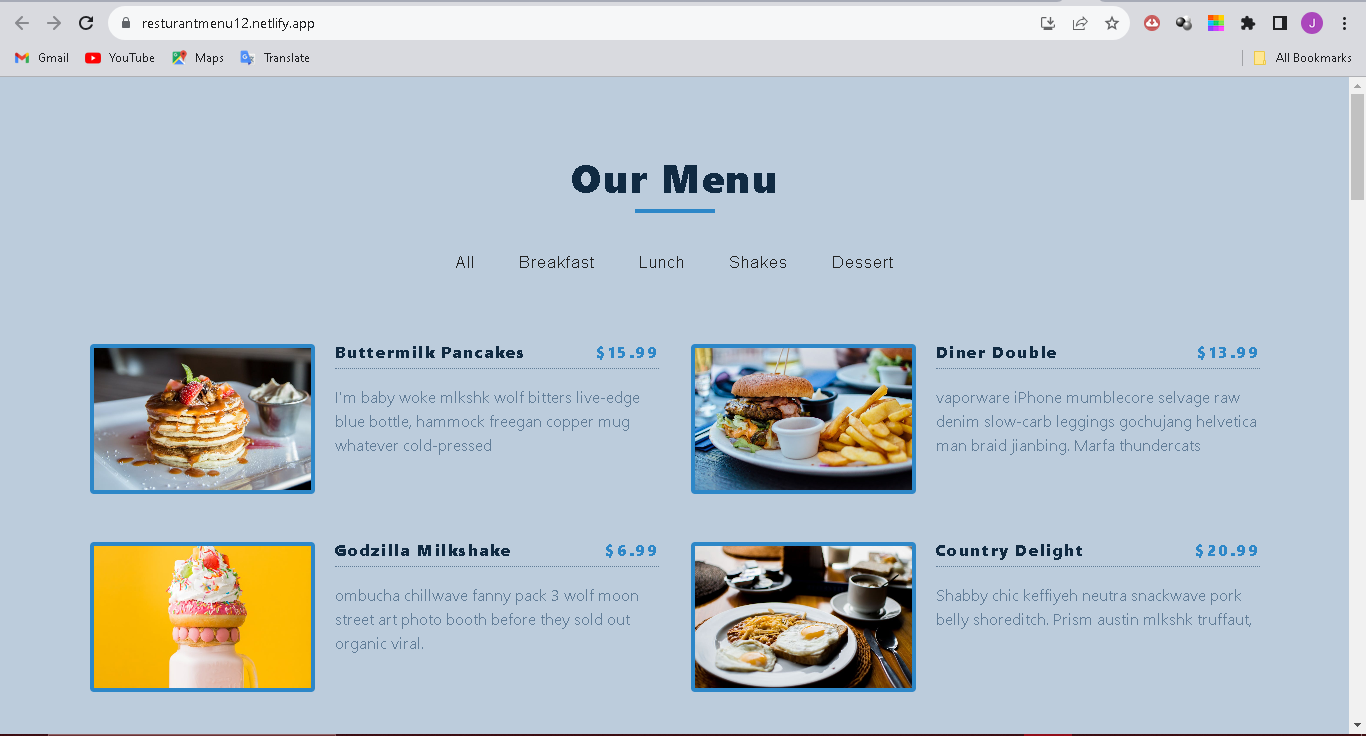 resturantmenu12.netlify.app
J
Gmail YouTube Maps Translate All Bookmarks
Our Menu
All Breakfast Lunch Shakes Dessert
Buttermilk Pancakes $15.99
I'm baby woke mlkshk wolf bitters live-edge
blue bottle, hammock freegan copper mug
whatever cold-pressed
Diner Double $13.99
vaporware iPhone mumblecore selvage raw
denim slow-carb leggings gochujang helvetica
man braid jianbing. Marfa thundercats
Godzilla Milkshake $6.99
ombucha chillwave fanny pack 3 wolf moon
street art photo booth before they sold out
organic viral.
Country Delight $20.99
Shabby chic keffiyeh neutra snackwave pork
belly shoreditch. Prism austin mlkshk truffaut,